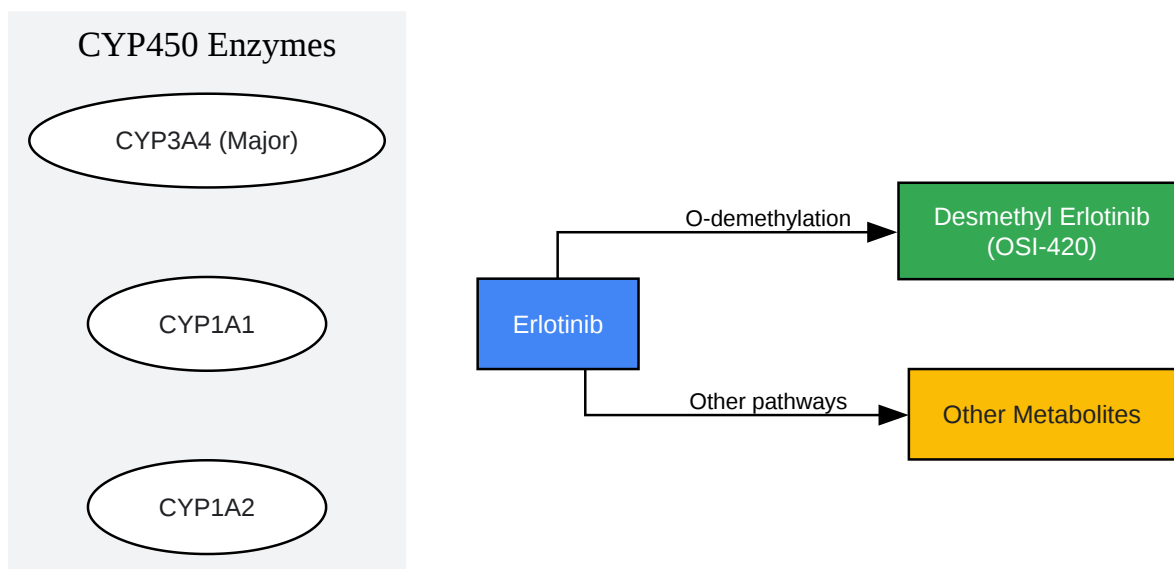 CYP450 Enzymes
CYP3A4 (Major)
CYP1A1
CYP1A2
Erlotinib
O-demethylation
Other pathways
Desmethyl Erlotinib
(OSI-420)
Other Metabolites